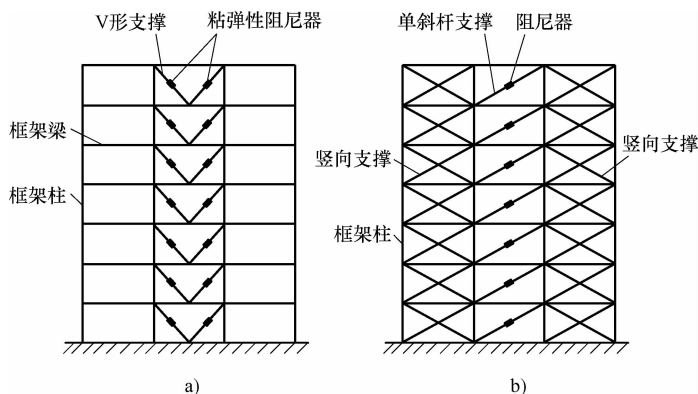 V形支撑
粘弹性阻尼器
框架梁
框架柱
a)
单斜杆支撑
阻尼器
竖向支撑
竖向支撑
框架柱
b)